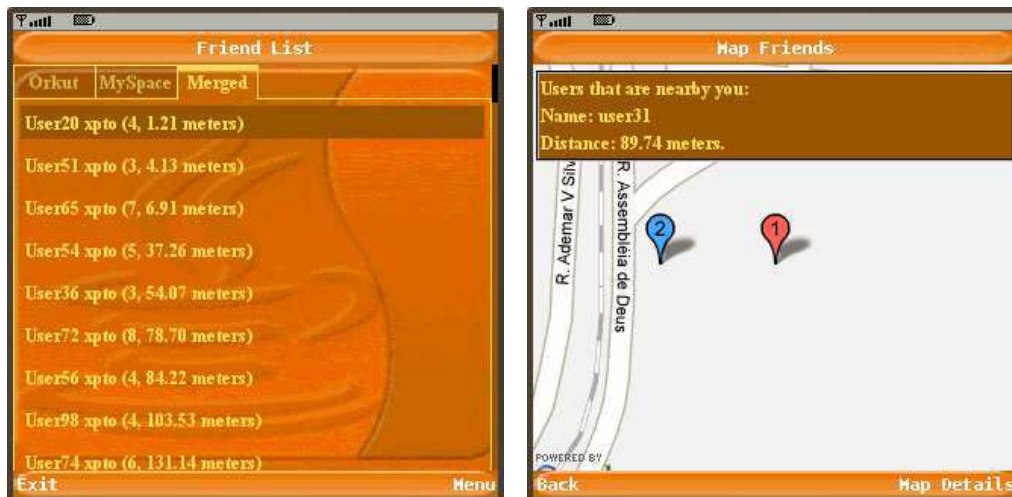 Friend List
Orkut MySpace Merged
User20 xpto (4, 1.21 meters)
User51 xpto (3, 4.13 meters)
User65 xpto (7, 6.91 meters)
User54 xpto (5, 37.26 meters)
User36 xpto (3, 54.07 meters)
User72 xpto (8, 78.70 meters)
User56 xpto (4, 84.22 meters)
User98 xpto (4, 103.53 meters)
User74 xpto (6, 131.14 meters)
Exit Menu
Map Friends
Users that are nearby you:
Name: user31
Distance: 89.74 meters.
R. Ademar V Silv
R. Assembléia de Deus
2
1
POWERED BY
Back Map Details